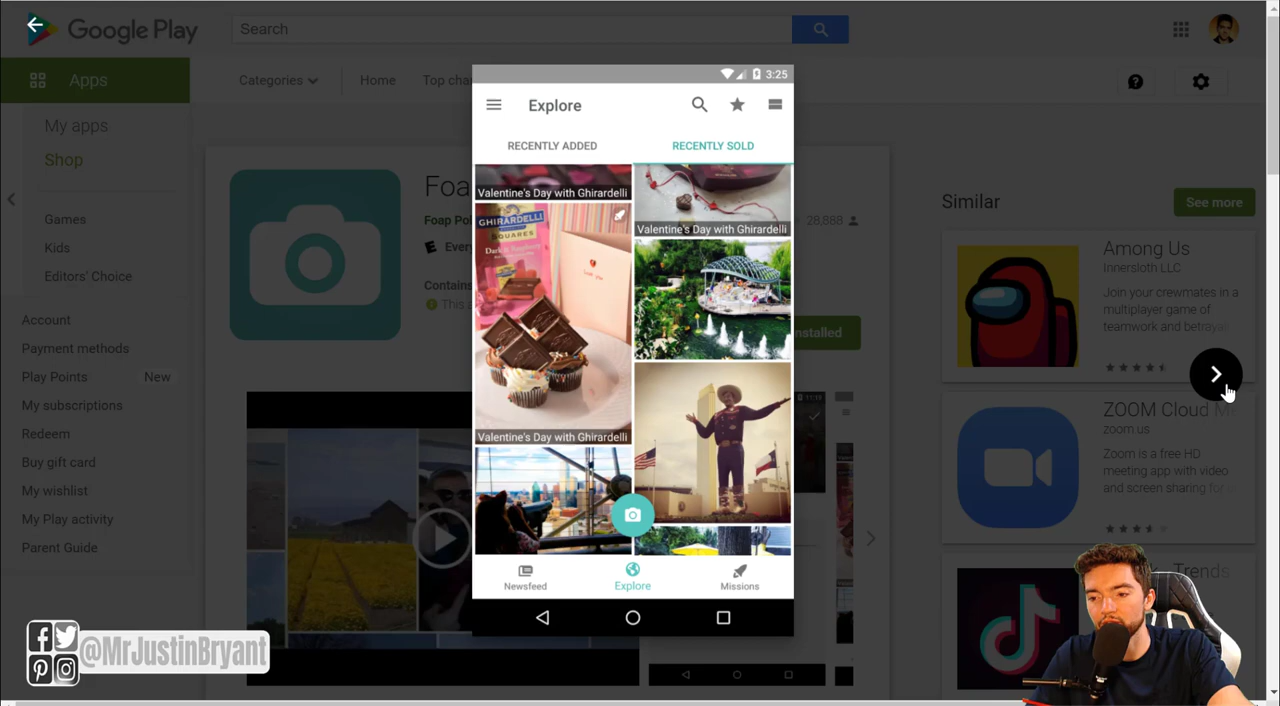 Google Play
Search
Apps
Categories
Home
Top cha
My apps
Shop
Games
Kids
Editors' Choice
Account
Payment methods
Play Points New
My subscriptions
Redeem
Buy gift card
My wishlist
My Play activity
Parent Guide
Foa
Foap Pol
Every
Contains
This a
28,888
nstalled
3:25
Explore
RECENTLY ADDED
RECENTLY SOLD
Valentine's Day with Ghirardelli
Valentine's Day with Ghirardelli
GHIRARDELLI
SQUARES
Valentine's Day with Ghirardelli
Newsfeed
Explore
Missions
Similar
See more
Among Us
Innersloth LLC
Join your crewmates in a
multiplayer game of
teamwork and betrayal
ZOOM Cloud M
zoom.us
Zoom is a free HD
meeting app with video
and screen sharing for
k Trends
@MrJustinBryant